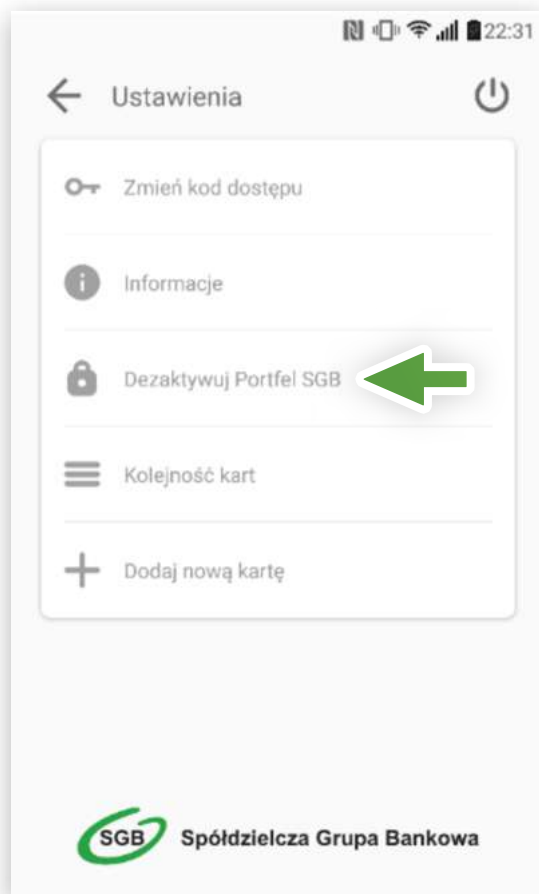 22:31
Ustawienia
Zmień kod dostępu
Informacje
Dezaktywuj Portfel SGB
Kolejność kart
Dodaj nową kartę
SGB Spółdzielcza Grupa Bankowa